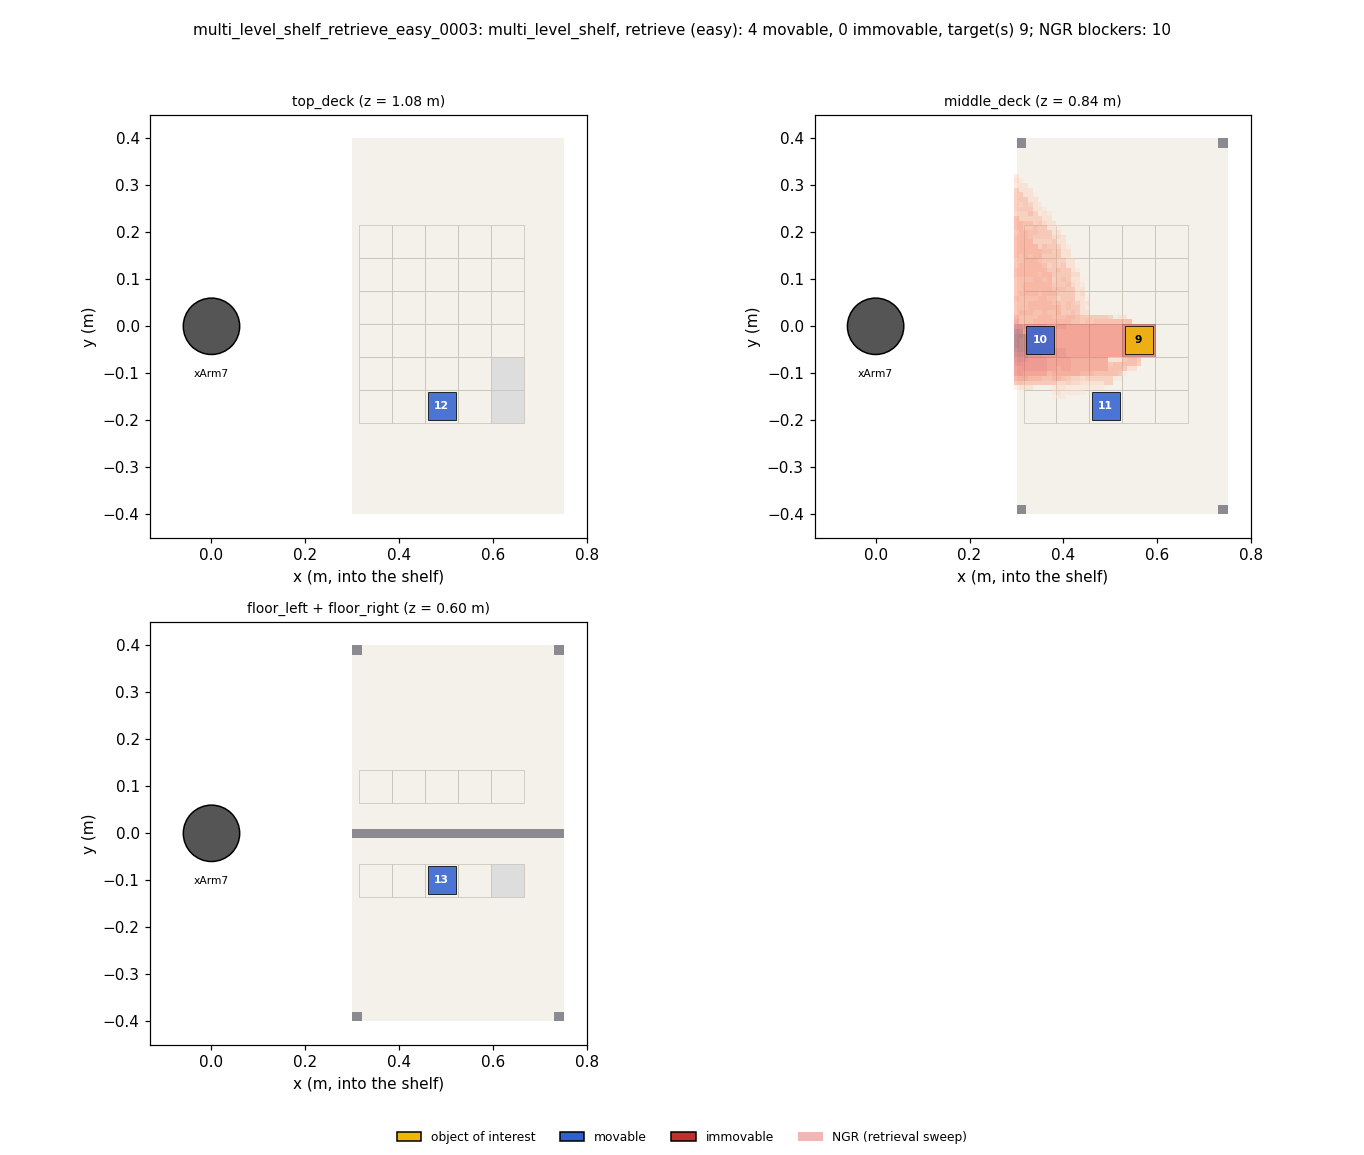 multi_level_shelf_retrieve_easy_0003: multi_level_shelf, retrieve (easy): 4 movable, 0 immovable, target(s) 9; NGR blockers: 10
top_deck (z = 1.08 m)
0.4
0.3
0.2
0.1
0.0
−0.1
−0.2
−0.3
−0.4
y (m)
xArm7
12
0.0
0.2
0.4
0.6
0.8
x (m, into the shelf)
middle_deck (z = 0.84 m)
0.4
0.3
0.2
0.1
0.0
−0.1
−0.2
−0.3
−0.4
y (m)
xArm7
10
9
11
0.0
0.2
0.4
0.6
0.8
x (m, into the shelf)
floor_left + floor_right (z = 0.60 m)
0.4
0.3
0.2
0.1
0.0
−0.1
−0.2
−0.3
−0.4
y (m)
xArm7
13
0.0
0.2
0.4
0.6
0.8
x (m, into the shelf)
object of interest
movable
immovable
NGR (retrieval sweep)